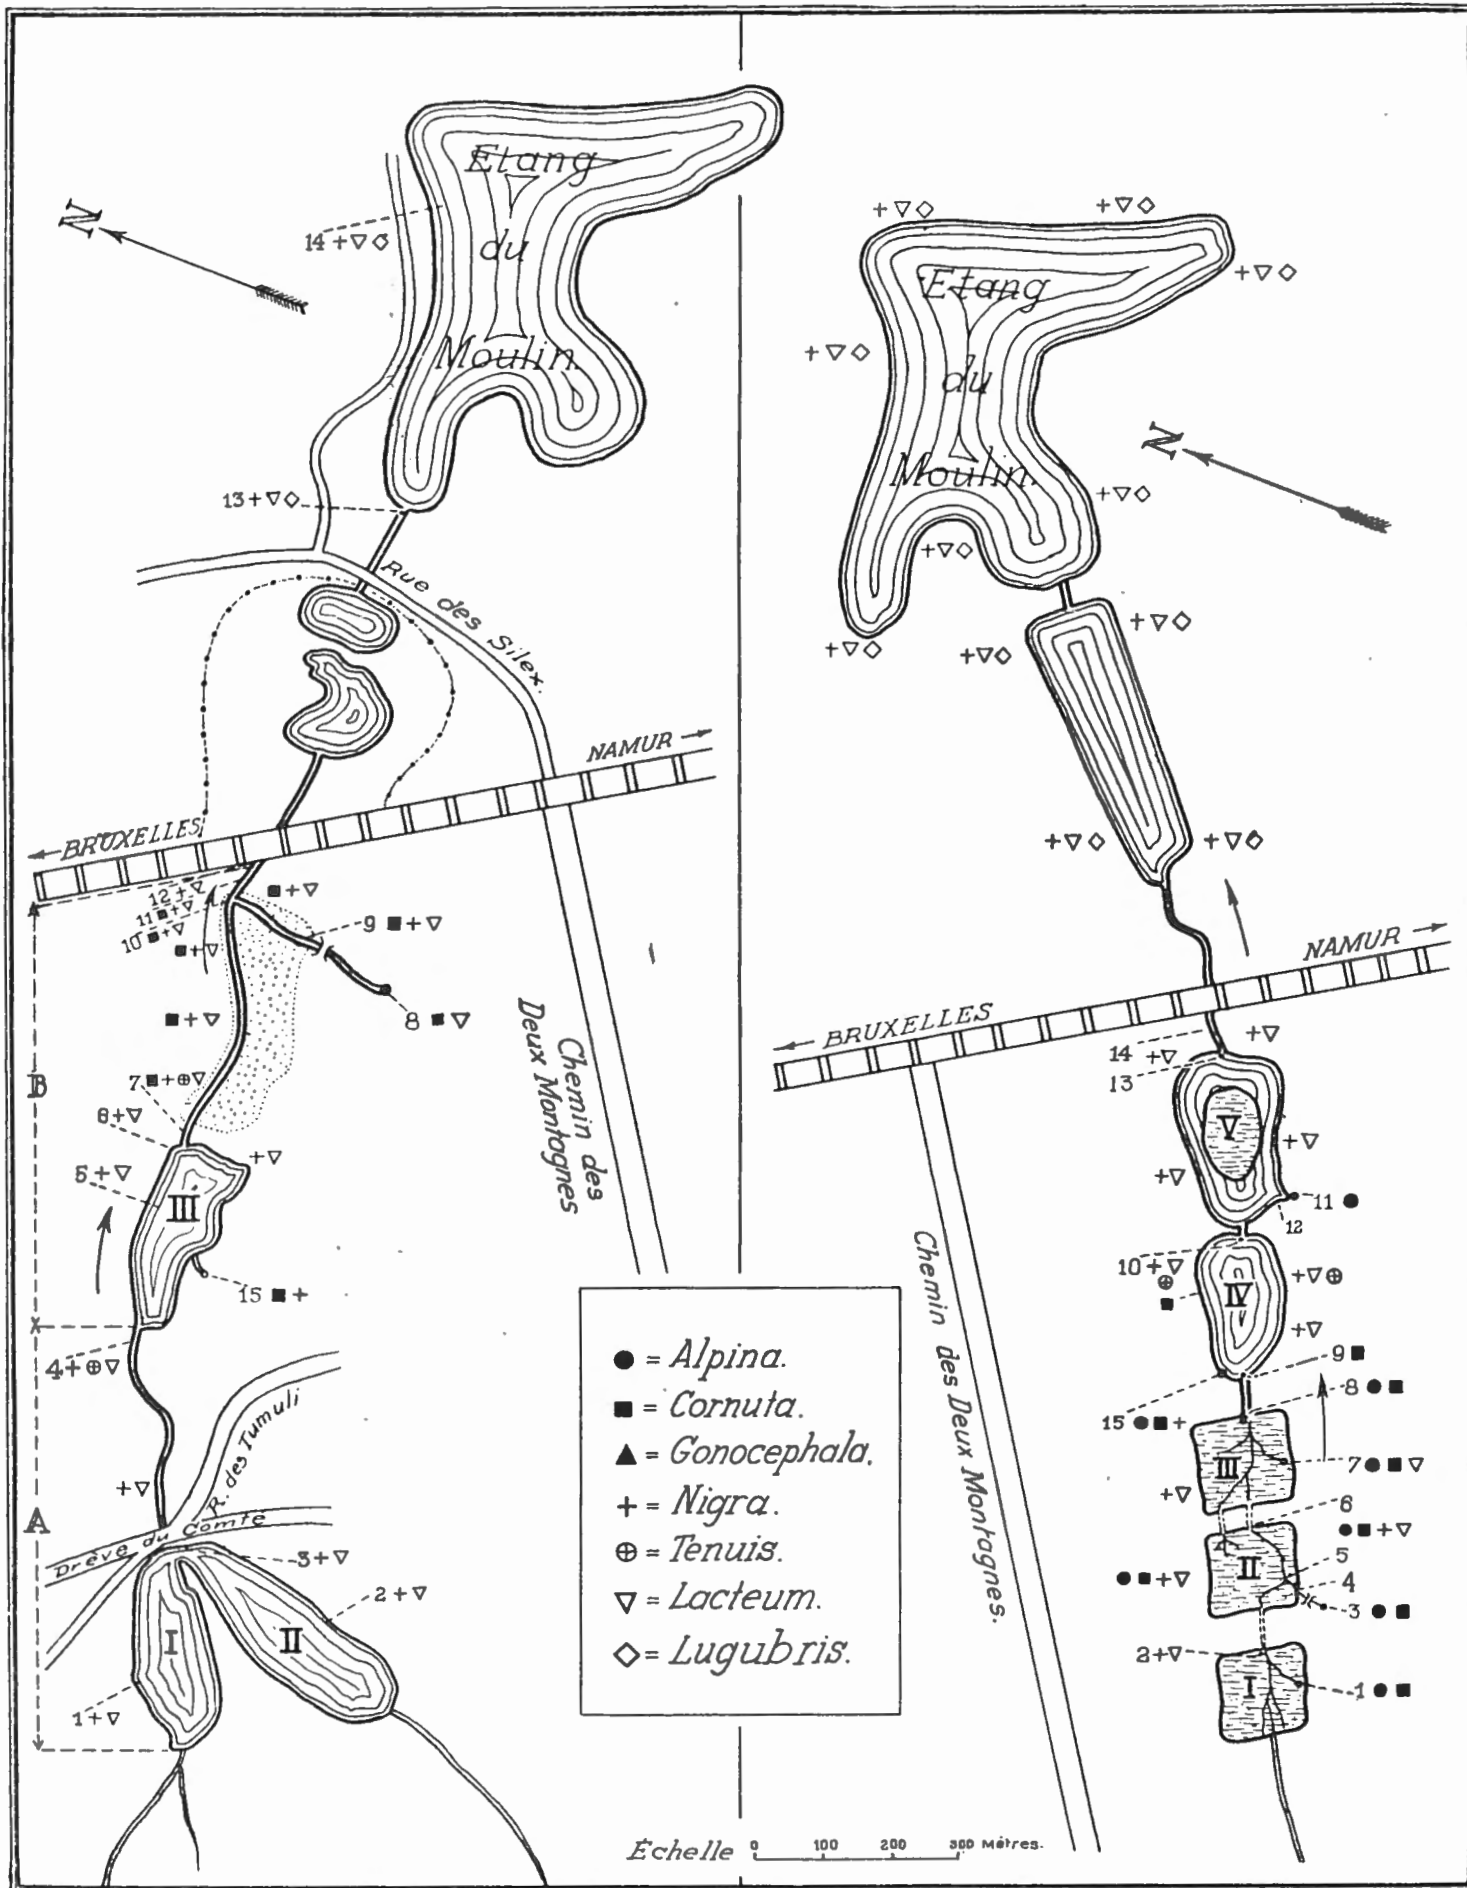 Etang
du
Moulin.
N
14 + ▽ ◇
13 + ▽ ◇
Rue des Silex.
NAMUR →
← BRUXELLES
12 + ▽
11 ■ + ▽
10 ■ + ▽
■ + ▽
■ + ▽
9 ■ + ▽
8 ■ ▽
■ + ▽
7 ■ + ⊕ ▽
6 + ▽
5 + ▽
+ ▽
III
15 ■ +
B
4 + ⊕ ▽
+ ▽
R. des Tumuli
Drève du Comte
A
3 + ▽
2 + ▽
I
II
1 + ▽
Chemin des
Deux Montagnes
● = Alpina.
■ = Cornuta.
▲ = Gonocephala.
+ = Nigra.
⊕ = Tenuis.
▽ = Lacteum.
◇ = Lugubris.
Échelle 0 100 200 300 Mètres.
+ ▽ ◇
+ ▽ ◇
+ ▽ ◇
Etang
du
Moulin.
N
+ ▽ ◇
+ ▽ ◇
+ ▽ ◇
+ ▽ ◇
+ ▽ ◇
+ ▽ ◇
+ ▽ ◇
+ ▽ ◇
NAMUR →
← BRUXELLES
14
+ ▽
+ ▽
13
V
+ ▽
+ ▽
11 ●
12
10 + ▽
⊕
■
IV
+ ▽ ⊕
+ ▽
9 ■
8 ● ■
15 ● ■ +
III
7 ● ■ ▽
+ ▽
6
● ■ + ▽
5
II
4
● ■ + ▽
3 ● ■
2 + ▽
I
1 ● ■
Chemin des Deux Montagnes.